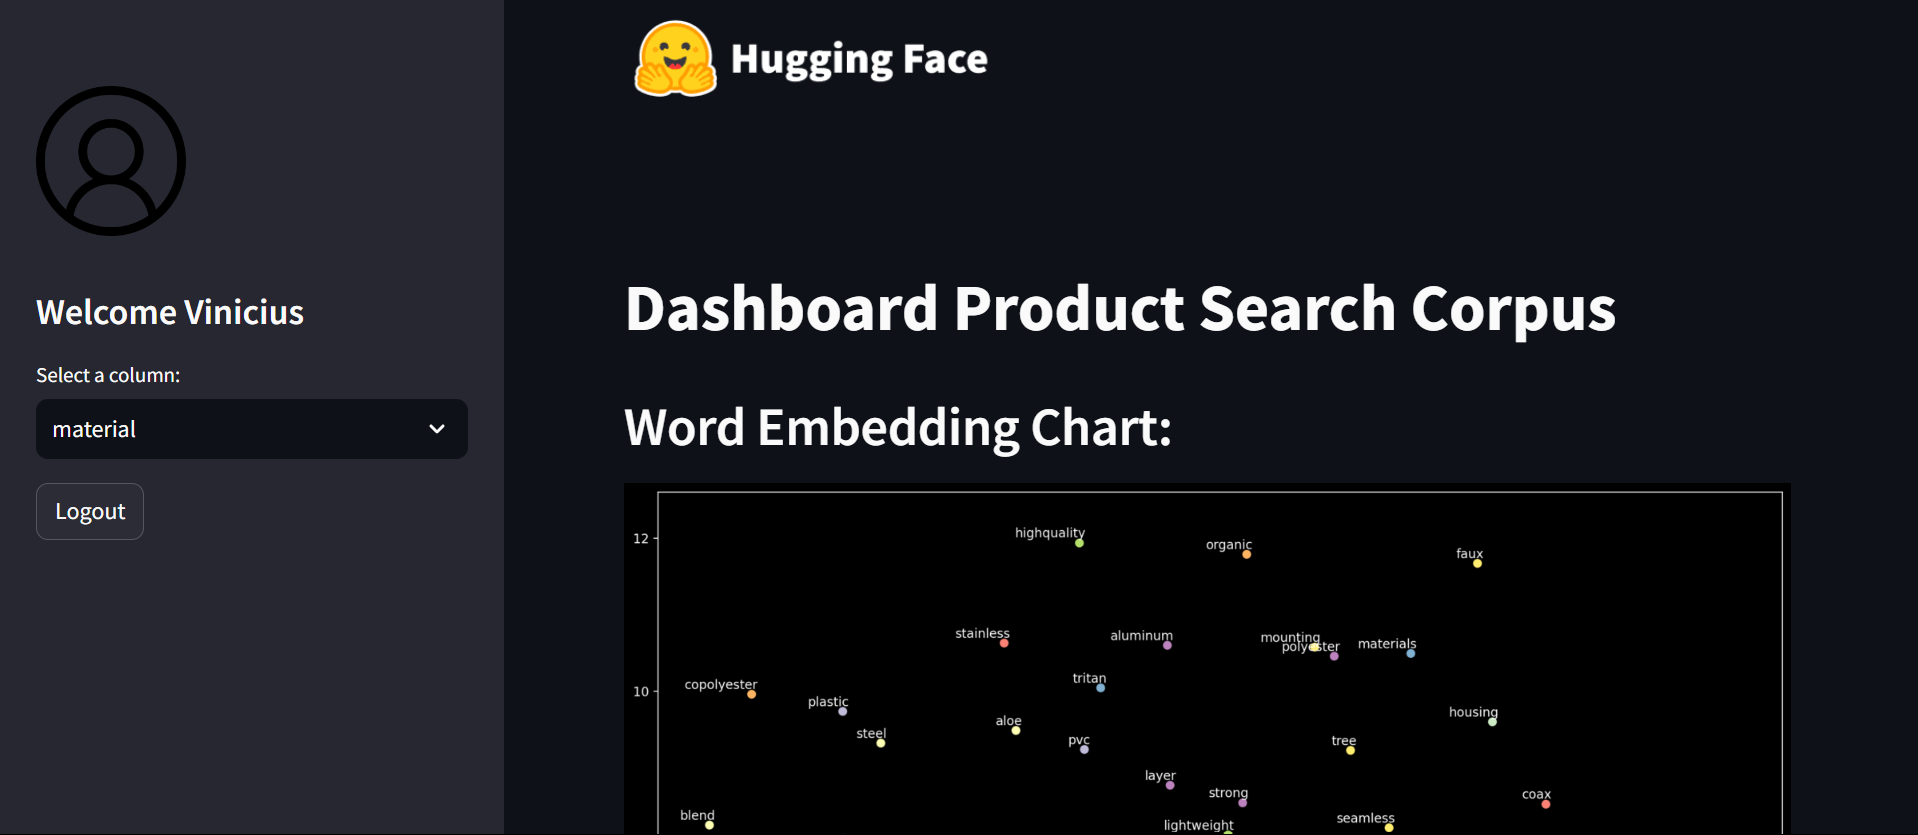 Hugging Face
Welcome Vinicius
Select a column:
material
Logout
Dashboard Product Search Corpus
Word Embedding Chart:
12
highquality
organic
faux
stainless
aluminum
mounting
polyester
materials
10
copolyester
plastic
tritan
steel
aloe
pvc
housing
tree
layer
strong
coax
blend
lightweight
seamless